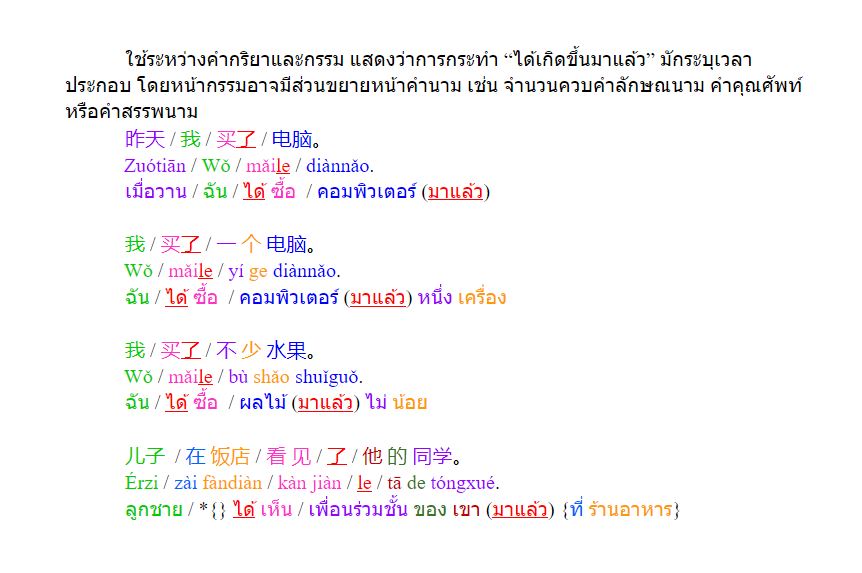 ใช้ระหว่างคำกริยาและกรรม แสดงว่าการกระทำ “ได้เกิดขึ้นมาแล้ว” มักระบุเวลา
ประกอบ โดยหน้ากรรมอาจมีส่วนขยายหน้าคำนาม เช่น จำนวนควบคำลักษณนาม คำคุณศัพท์
หรือคำสรรพนาม
昨天 / 我 / 买了 / 电脑。
Zuótiān / Wǒ / mǎile / diànnǎo.
เมื่อวาน / ฉัน / ได้ ซื้อ / คอมพิวเตอร์ (มาแล้ว)
我 / 买了 / 一 个 电脑。
Wǒ / mǎile / yí ge diànnǎo.
ฉัน / ได้ ซื้อ / คอมพิวเตอร์ (มาแล้ว) หนึ่ง เครื่อง
我 / 买了 / 不 少 水果。
Wǒ / mǎile / bù shǎo shuǐguǒ.
ฉัน / ได้ ซื้อ / ผลไม้ (มาแล้ว) ไม่ น้อย
儿子 / 在 饭店 / 看 见 / 了 / 他 的 同学。
Érzi / zài fàndiàn / kàn jiàn / le / tā de tóngxué.
ลูกชาย / *{} ได้ เห็น / เพื่อนร่วมชั้น ของ เขา (มาแล้ว) {ที่ ร้านอาหาร}